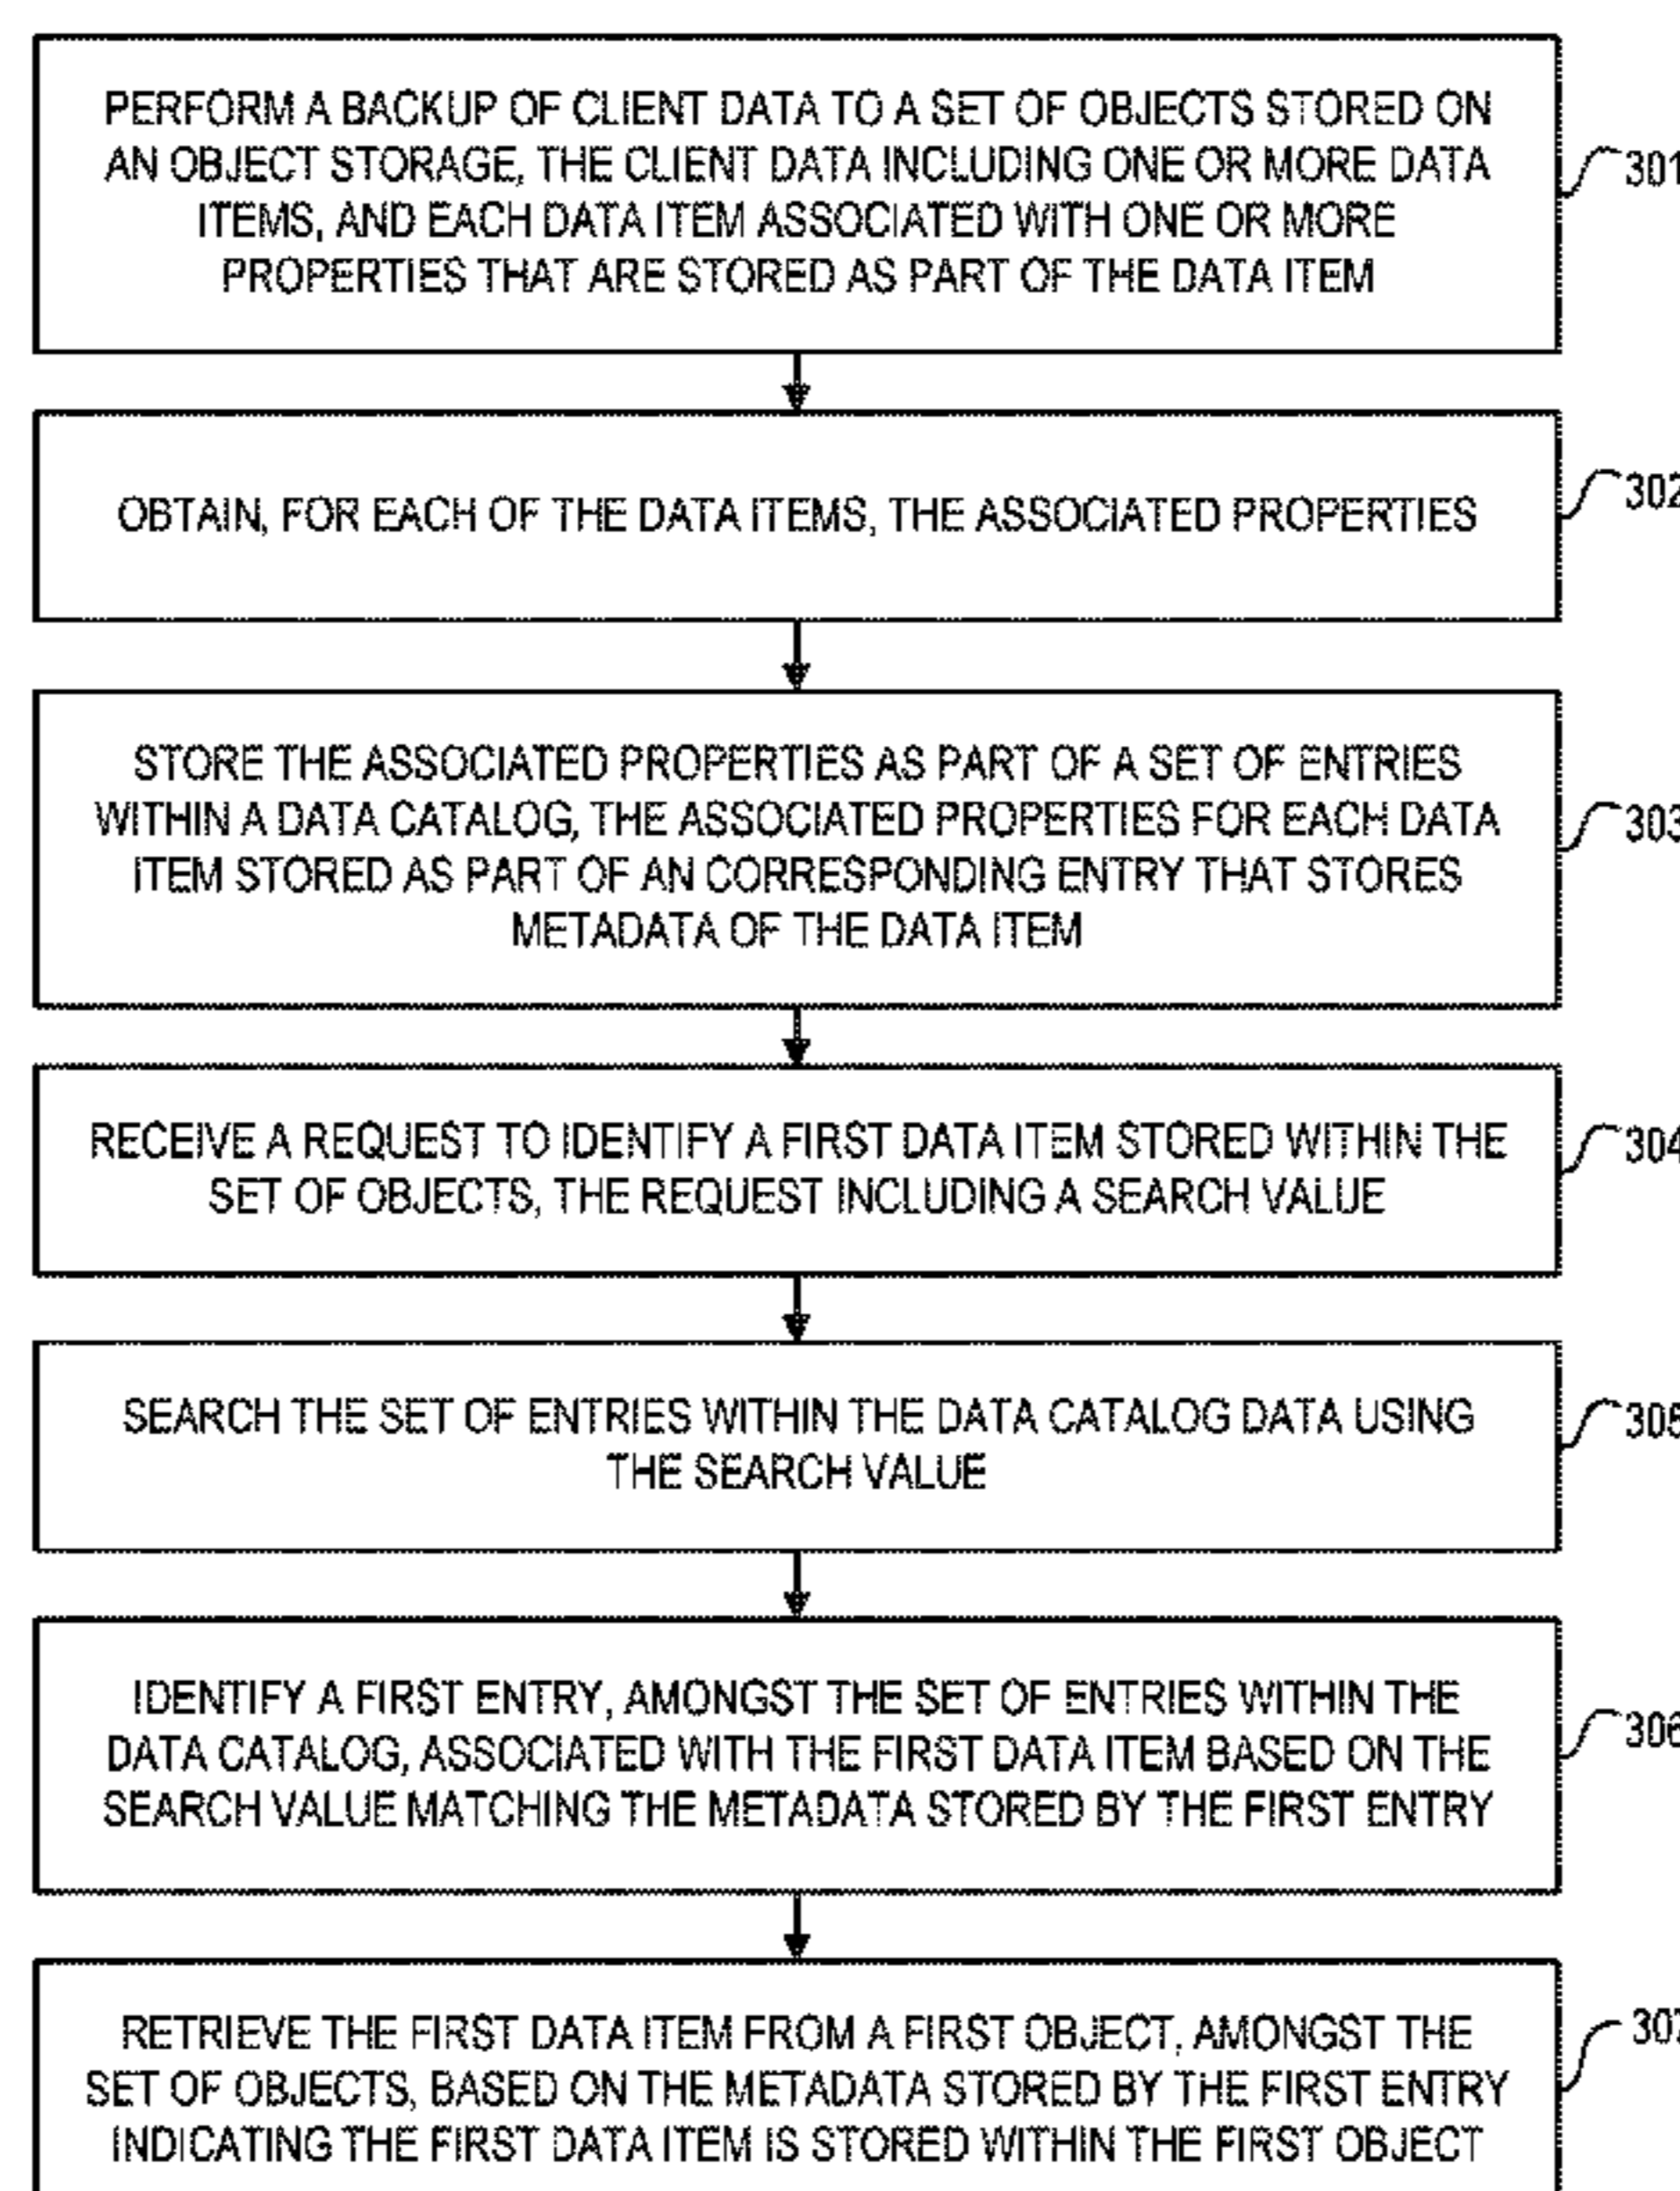 PERFORM A BACKUP OF CLIENT DATA TO A SET OF OBJECTS STORED ON
AN OBJECT STORAGE, THE CLIENT DATA INCLUDING ONE OR MORE DATA
ITEMS, AND EACH DATA ITEM ASSOCIATED WITH ONE OR MORE
PROPERTIES THAT ARE STORED AS PART OF THE DATA ITEM
301
OBTAIN, FOR EACH OF THE DATA ITEMS, THE ASSOCIATED PROPERTIES
302
STORE THE ASSOCIATED PROPERTIES AS PART OF A SET OF ENTRIES
WITHIN A DATA CATALOG, THE ASSOCIATED PROPERTIES FOR EACH DATA
ITEM STORED AS PART OF AN CORRESPONDING ENTRY THAT STORES
METADATA OF THE DATA ITEM
303
RECEIVE A REQUEST TO IDENTIFY A FIRST DATA ITEM STORED WITHIN THE
SET OF OBJECTS, THE REQUEST INCLUDING A SEARCH VALUE
304
SEARCH THE SET OF ENTRIES WITHIN THE DATA CATALOG DATA USING
THE SEARCH VALUE
305
IDENTIFY A FIRST ENTRY, AMONGST THE SET OF ENTRIES WITHIN THE
DATA CATALOG, ASSOCIATED WITH THE FIRST DATA ITEM BASED ON THE
SEARCH VALUE MATCHING THE METADATA STORED BY THE FIRST ENTRY
306
RETRIEVE THE FIRST DATA ITEM FROM A FIRST OBJECT, AMONGST THE
SET OF OBJECTS, BASED ON THE METADATA STORED BY THE FIRST ENTRY
INDICATING THE FIRST DATA ITEM IS STORED WITHIN THE FIRST OBJECT
307